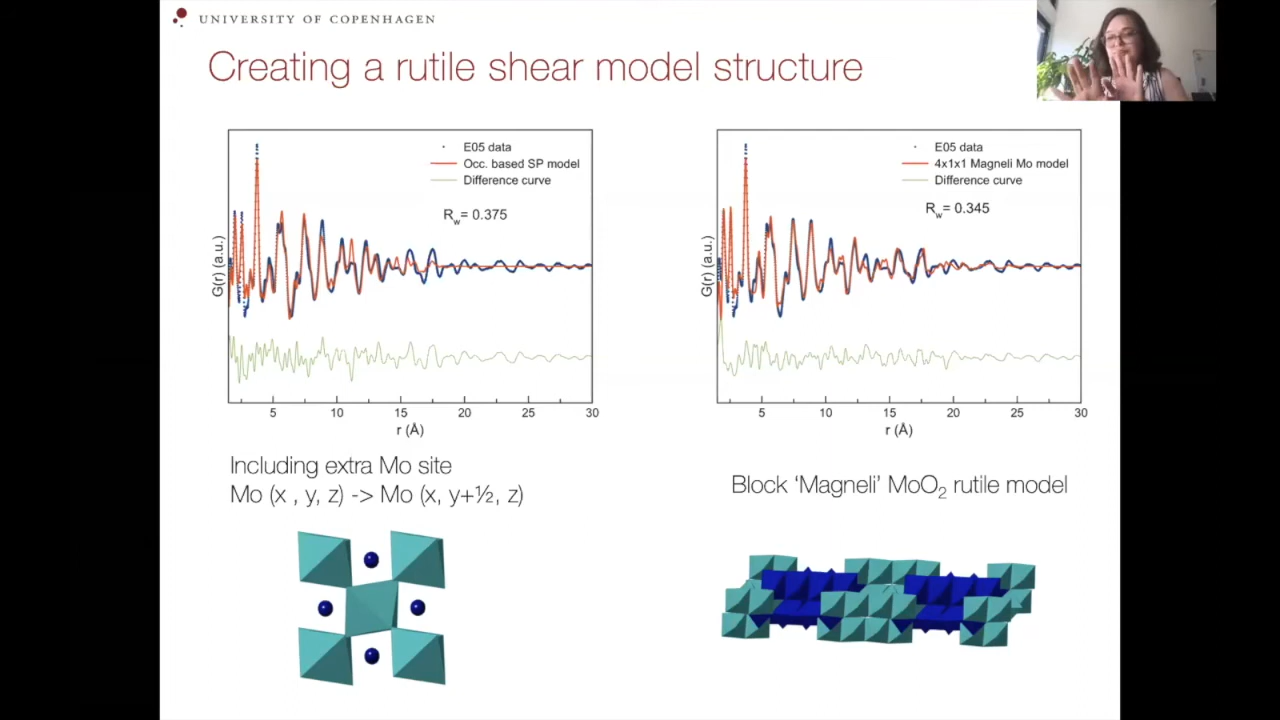 UNIVERSITY OF COPENHAGEN
Creating a rutile shear model structure
E05 data
Occ. based SP model
Difference curve
R_w= 0.375
G(r) (a.u.)
5 10 15 20 25 30
r (Å)
E05 data
4x1x1 Magneli Mo model
Difference curve
R_w= 0.345
G(r) (a.u.)
5 10 15 20 25 30
r (Å)
Including extra Mo site
Mo (x , y, z) -> Mo (x, y+½, z)
Block ‘Magneli’ MoO₂ rutile model